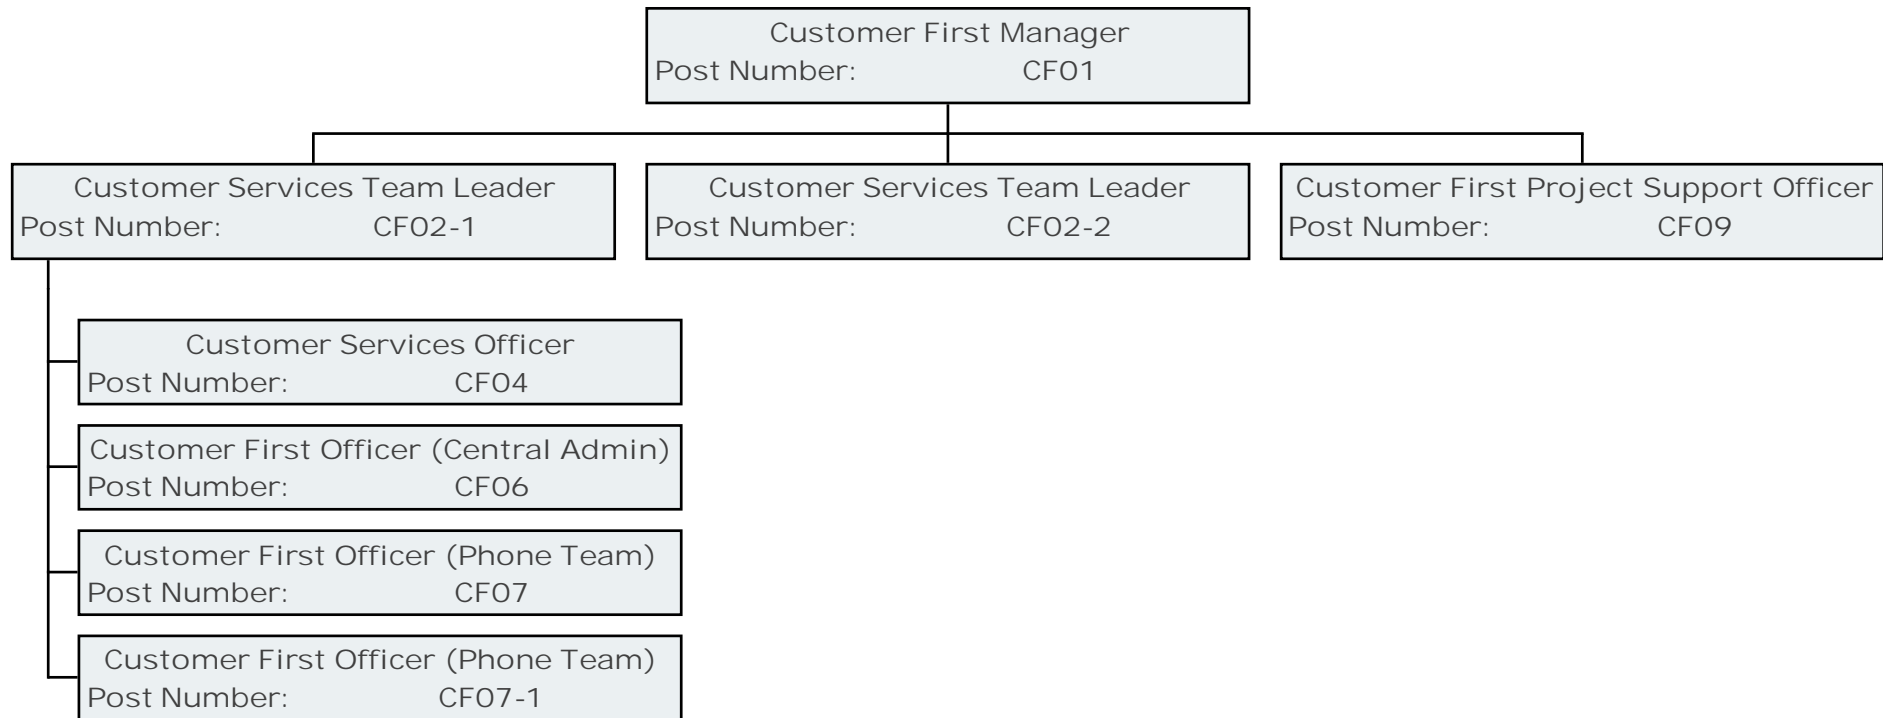 Customer First Manager
Post Number: CF01
Customer Services Team Leader
Post Number: CF02-1
Customer Services Team Leader
Post Number: CF02-2
Customer First Project Support Officer
Post Number: CF09
Customer Services Officer
Post Number: CF04
Customer First Officer (Central Admin)
Post Number: CF06
Customer First Officer (Phone Team)
Post Number: CF07
Customer First Officer (Phone Team)
Post Number: CF07-1